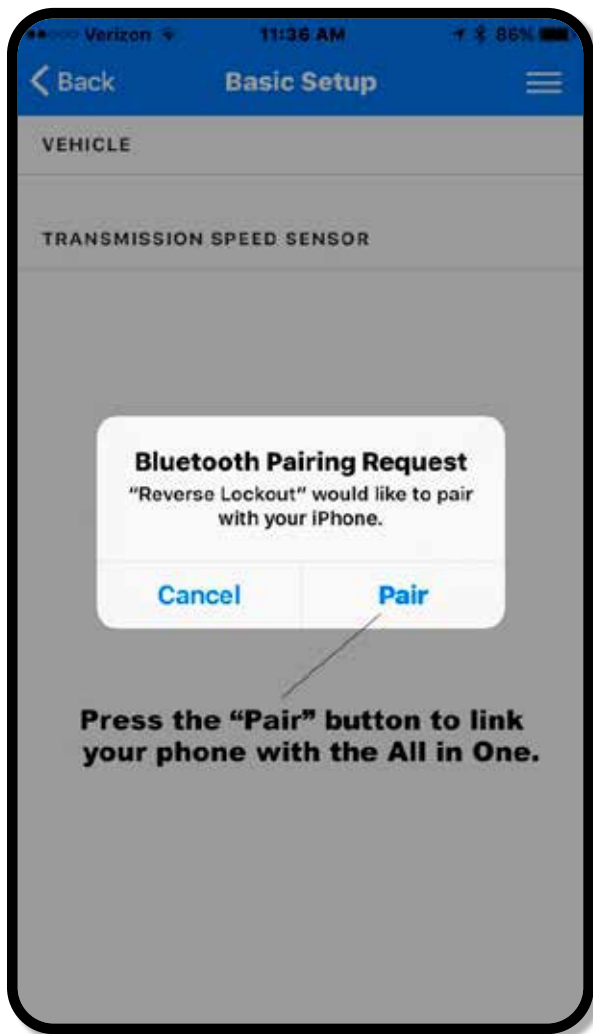 Verizon 11:36 AM 86%
Back Basic Setup
VEHICLE
TRANSMISSION SPEED SENSOR
Bluetooth Pairing Request
"Reverse Lockout" would like to pair
with your iPhone.
Cancel Pair
Press the “Pair” button to link
your phone with the All in One.